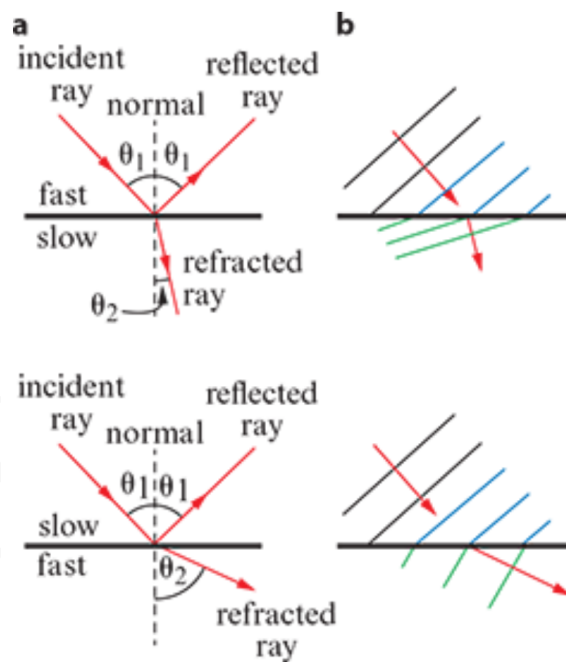 a
b
incident
ray
normal
reflected
ray
θ1
θ1
fast
slow
refracted
ray
θ2
incident
ray
normal
reflected
ray
θ1
θ1
slow
fast
θ2
refracted
ray